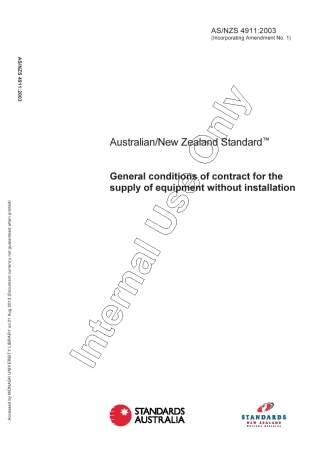 AS/NZS 4911:2003
(Incorporating Amendment No. 1)
AS/NZS 4911:2003
Australian/New Zealand Standard™
General conditions of contract for the
supply of equipment without installation
Internal Use Only
Accessed by MONASH UNIVERSITY LIBRARY on 21 Aug 2013 (Document currency not guaranteed when printed)
STANDARDS
AUSTRALIA
STANDARDS
NEW ZEALAND